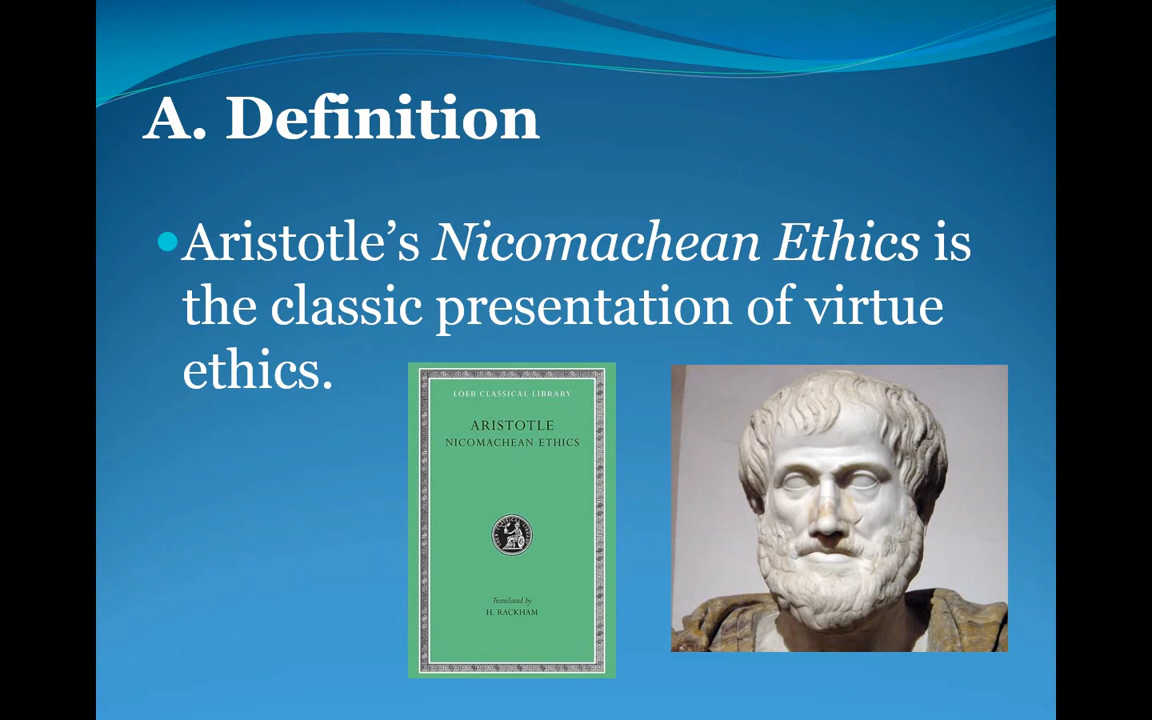 A. Definition
Aristotle’s Nicomachean Ethics is
the classic presentation of virtue
ethics.
LOEB CLASSICAL LIBRARY
ARISTOTLE
NICOMACHEAN ETHICS
Translated by
H. RACKHAM